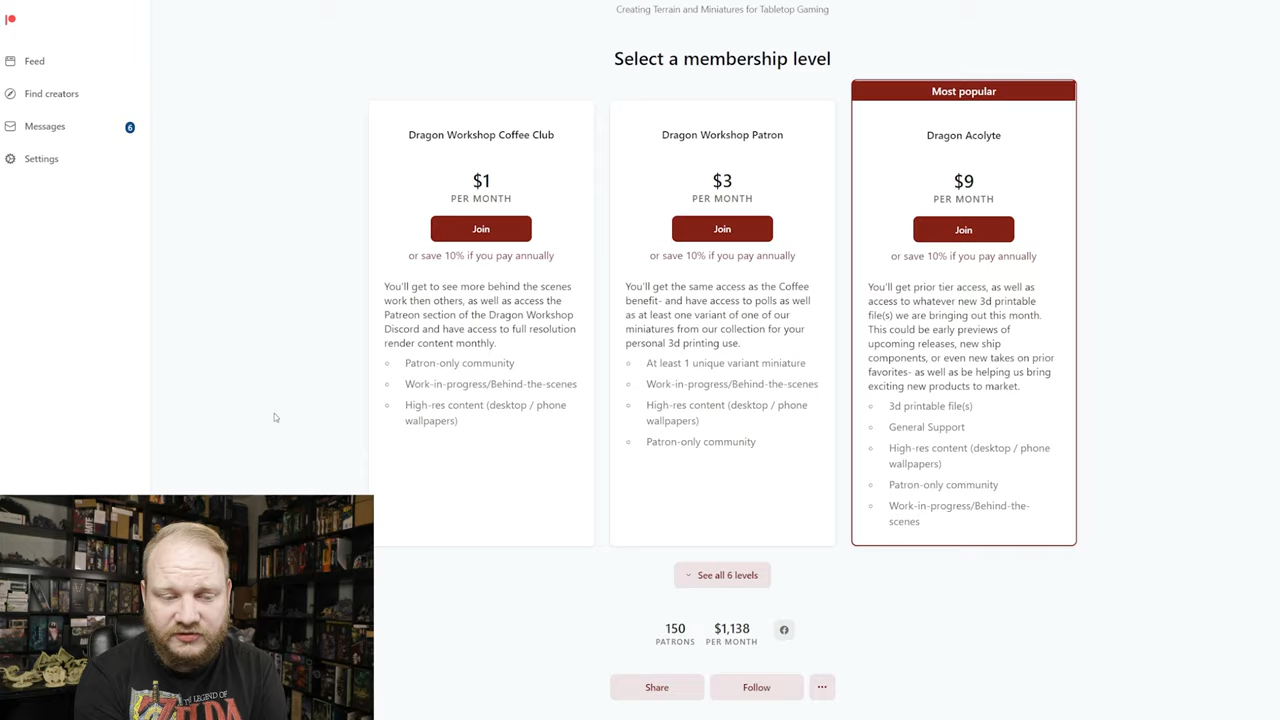 Creating Terrain and Miniatures for Tabletop Gaming
Feed
Find creators
Messages
6
Settings
Select a membership level
Dragon Workshop Coffee Club
$1
PER MONTH
Join
or save 10% if you pay annually
You'll get to see more behind the scenes
work then others, as well as access the
Patreon section of the Dragon Workshop
Discord and have access to full resolution
render content monthly.
Patron-only community
Work-in-progress/Behind-the-scenes
High-res content (desktop / phone
wallpapers)
Dragon Workshop Patron
$3
PER MONTH
Join
or save 10% if you pay annually
You'll get the same access as the Coffee
benefit- and have access to polls as well
as at least one variant of one of our
miniatures from our collection for your
personal 3d printing use.
At least 1 unique variant miniature
Work-in-progress/Behind-the-scenes
High-res content (desktop / phone
wallpapers)
Patron-only community
Most popular
Dragon Acolyte
$9
PER MONTH
Join
or save 10% if you pay annually
You'll get prior tier access, as well as
access to whatever new 3d printable
file(s) we are bringing out this month.
This could be early previews of
upcoming releases, new ship
components, or even new takes on prior
favorites- as well as be helping us bring
exciting new products to market.
3d printable file(s)
General Support
High-res content (desktop / phone
wallpapers)
Patron-only community
Work-in-progress/Behind-the-
scenes
See all 6 levels
150
PATRONS
$1,138
PER MONTH
Share
Follow
LEGEND OF
ZELDA